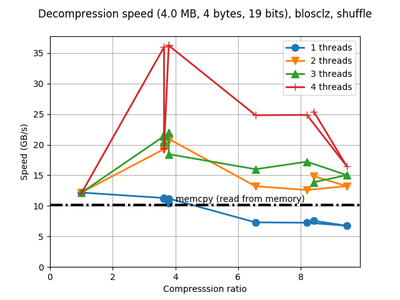 Decompression speed (4.0 MB, 4 bytes, 19 bits), blosclz, shuffle
35
30
25
20
15
10
5
0
Speed (GB/s)
1 threads
2 threads
3 threads
4 threads
memcpy (read from memory)
0
2
4
6
8
Compresssion ratio